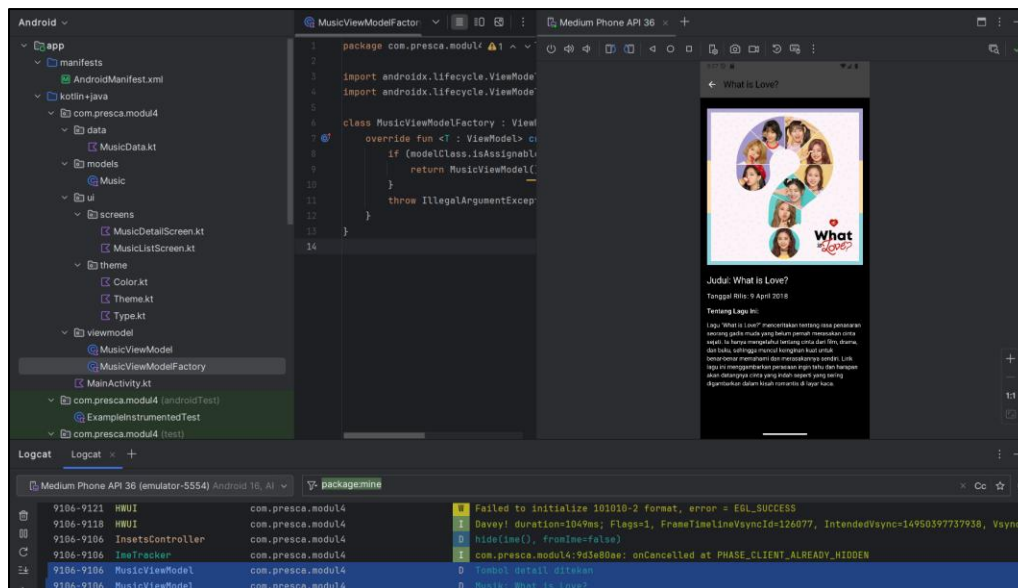 Android
app
manifests
AndroidManifest.xml
kotlin+java
com.presca.modul4
data
MusicData.kt
models
Music
ui
screens
MusicDetailScreen.kt
MusicListScreen.kt
theme
Color.kt
Theme.kt
Type.kt
viewmodel
MusicViewModel
MusicViewModelFactory
MainActivity.kt
com.presca.modul4 (androidTest)
ExampleInstrumentedTest
com.presca.modul4 (test)
MusicViewModelFactor
1 package com.presca.modul4 1
2
3 import androidx.lifecycle.ViewMode
4 import androidx.lifecycle.ViewMode
5
6 class MusicViewModelFactory : View
7 override fun <T : ViewModel> c
8 if (modelClass.isAssignabl
9 return MusicViewModel(
10 }
11 throw IllegalArgumentExcep
12 }
13 }
14
Medium Phone API 36
What is Love?
What
is Love?
Judul: What is Love?
Tanggal Rilis: 9 April 2018
Tentang Lagu Ini:
Lagu "What is Love?" menceritakan tentang rasa penasaran
seorang gadis muda yang belum pernah merasakan cinta
sejati. Ia hanya mengetahui tentang cinta dari film, drama,
dan buku, sehingga muncul keinginan kuat untuk
benar-benar memahami dan merasakannya sendiri. Lirik
lagu ini menggambarkan perasaan ingin tahu dan harapan
akan datangnya cinta yang indah seperti yang sering
digambarkan dalam kisah romantis di layar kaca.
1:1
Logcat Logcat
Medium Phone API 36 (emulator-5554) Android 16, AI package:mine Cc
9106-9121 HWUI com.presca.modul4 W Failed to initialize 101010-2 format, error = EGL_SUCCESS
9106-9118 HWUI com.presca.modul4 I Davey! duration=1049ms; Flags=1, FrameTimelineVsyncId=126077, IntendedVsync=14950397737938, Vsync
9106-9106 InsetsController com.presca.modul4 D hide(ime(), fromIme=false)
9106-9106 ImeTracker com.presca.modul4 I com.presca.modul4:9d3e80ae: onCancelled at PHASE_CLIENT_ALREADY_HIDDEN
9106-9106 MusicViewModel com.presca.modul4 D Tombol detail ditekan
9106-9106 MusicViewModel com.presca.modul4 D Musik: What is Love?